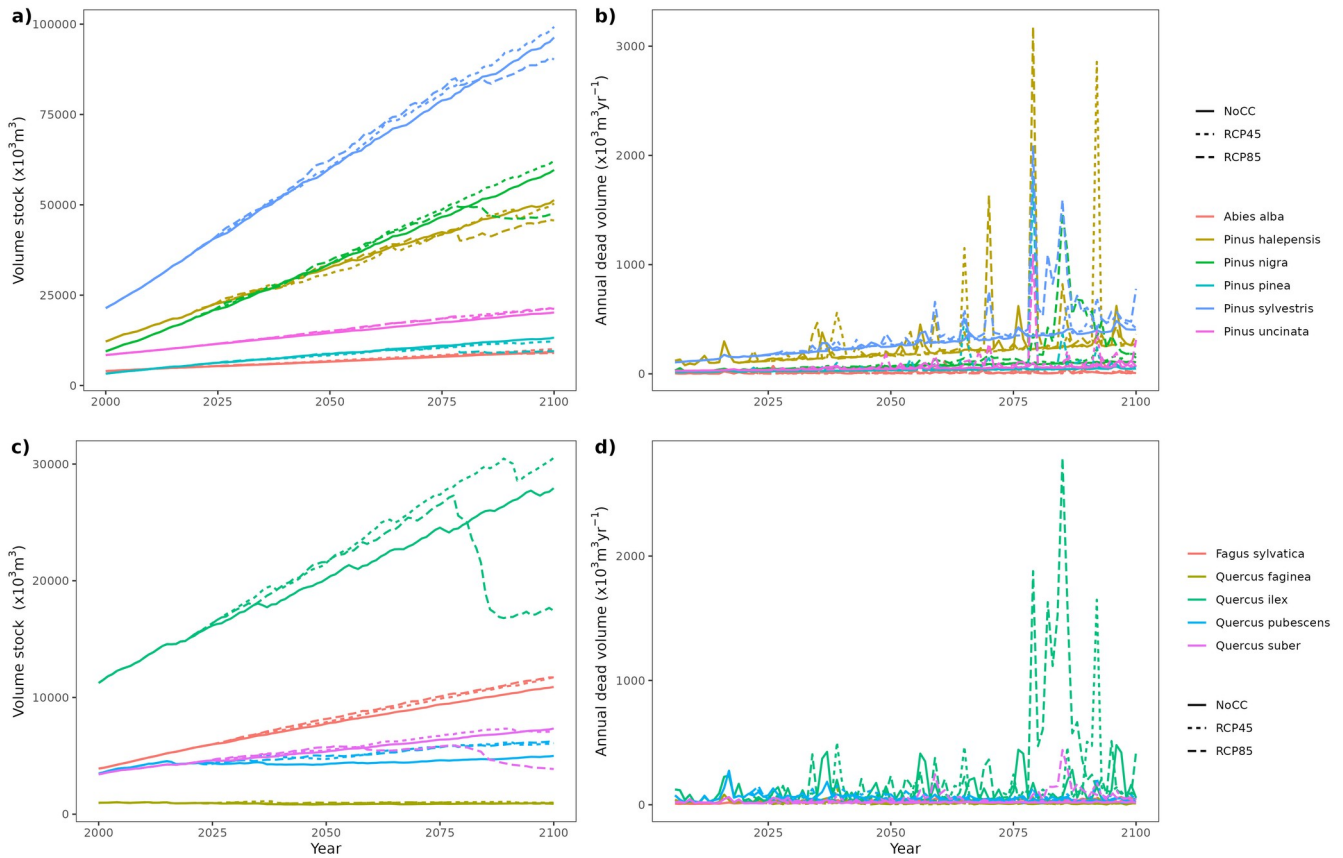 a)
Volume stock (x10³m³)
100000
75000
50000
25000
0
2000
2025
2050
2075
2100
b)
Annual dead volume (x10³m³yr⁻¹)
3000
2000
1000
0
2025
2050
2075
2100
NoCC
RCP45
RCP85
Abies alba
Pinus halepensis
Pinus nigra
Pinus pinea
Pinus sylvestris
Pinus uncinata
c)
Volume stock (x10³m³)
30000
20000
10000
0
2000
2025
2050
2075
2100
Year
d)
Annual dead volume (x10³m³yr⁻¹)
2000
1000
0
2025
2050
2075
2100
Year
Fagus sylvatica
Quercus faginea
Quercus ilex
Quercus pubescens
Quercus suber
NoCC
RCP45
RCP85